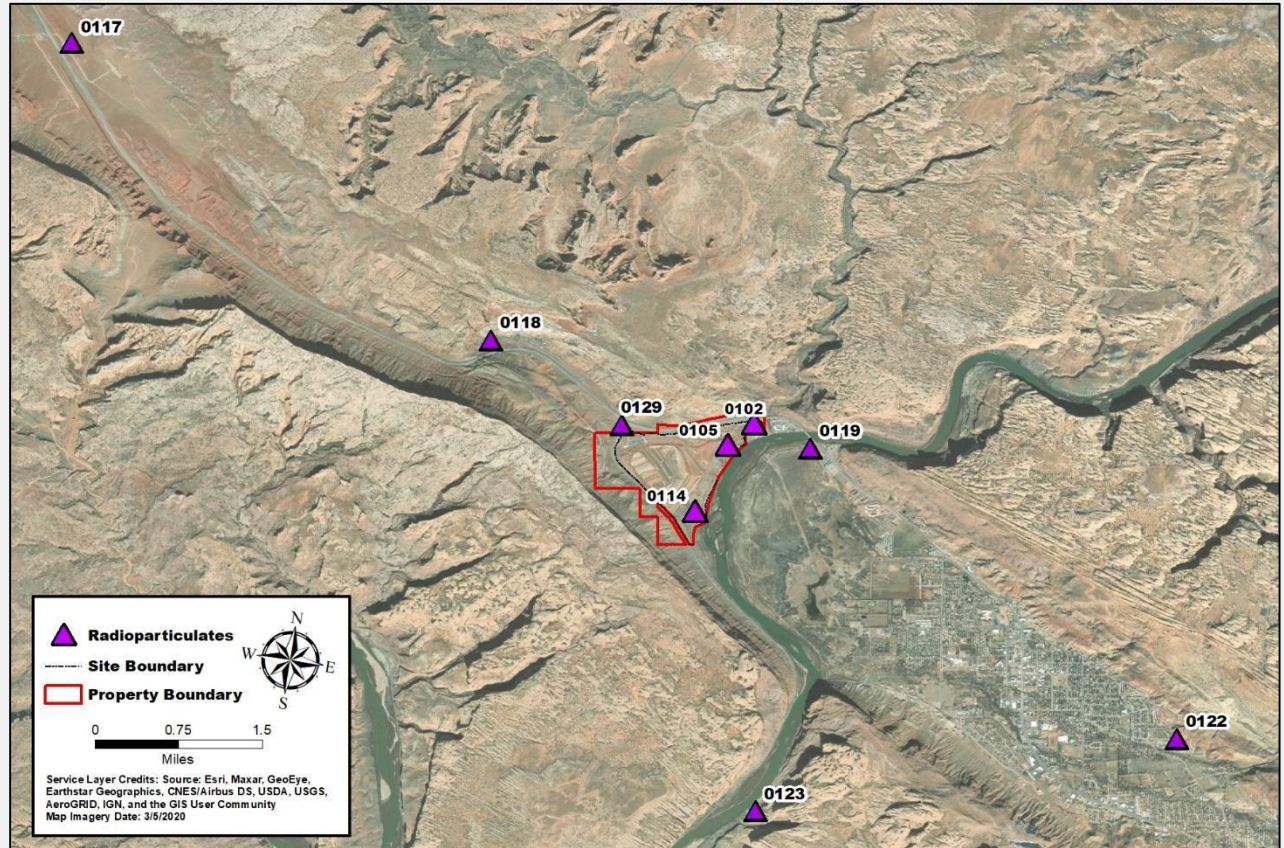 0117
0118
0129
0102
0105
0119
0114
0122
0123
N
W
E
S
Radioparticulates
Site Boundary
Property Boundary
0 0.75 1.5
Miles
Service Layer Credits: Source: Esri, Maxar, GeoEye,
Earthstar Geographics, CNES/Airbus DS, USDA, USGS,
AeroGRID, IGN, and the GIS User Community
Map Imagery Date: 3/5/2020